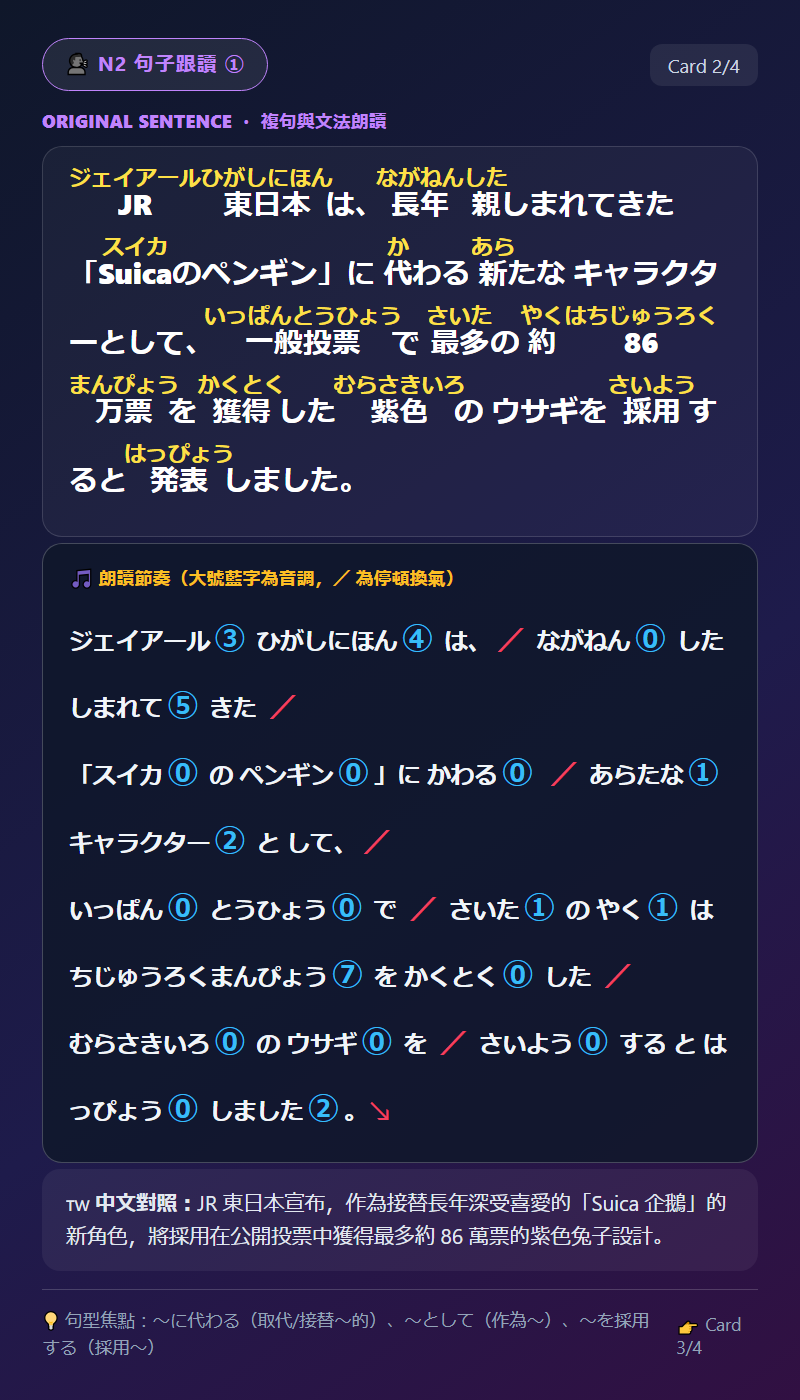 N2 句子跟讀 ①
Card 2/4
ORIGINAL SENTENCE · 複句與文法朗讀
ジェイアールひがしにほん ながねんした
JR 東日本 は、 長年 親しまれてきた
スイカ か あら
「Suicaのペンギン」に 代わる 新たな キャラクタ
いっぱんとうひょう さいた やくはちじゅうろく
ーとして、 一般投票 で 最多の 約 86
まんぴょう かくとく むらさきいろ さいよう
万票 を 獲得 した 紫色 の ウサギを 採用 す
はっぴょう
ると 発表 しました。
🎵 朗讀節奏（大號藍字為音調，／ 為停頓換氣）
ジェイアール③ ひがしにほん④ は、 ／ ながねん⓪ した
しまれて⑤ きた ／
「スイカ⓪ の ペンギン⓪」に かわる⓪ ／ あらたな①
キャラクター② と して、 ／
いっぱん⓪ とうひょう⓪ で ／ さいた① の やく① は
ちじゅうろくまんぴょう⑦ を かくとく⓪ した ／
むらさきいろ⓪ の ウサギ⓪ を ／ さいよう⓪ する と は
っぴょう⓪ しました②。↘
TW 中文對照：JR 東日本宣布，作為接替長年深受喜愛的「Suica 企鵝」的
新角色，將採用在公開投票中獲得最多約 86 萬票的紫色兔子設計。
💡 句型焦點：～に代わる（取代/接替～的）、～として（作為～）、～を採用
する（採用～）
👉 Card
3/4